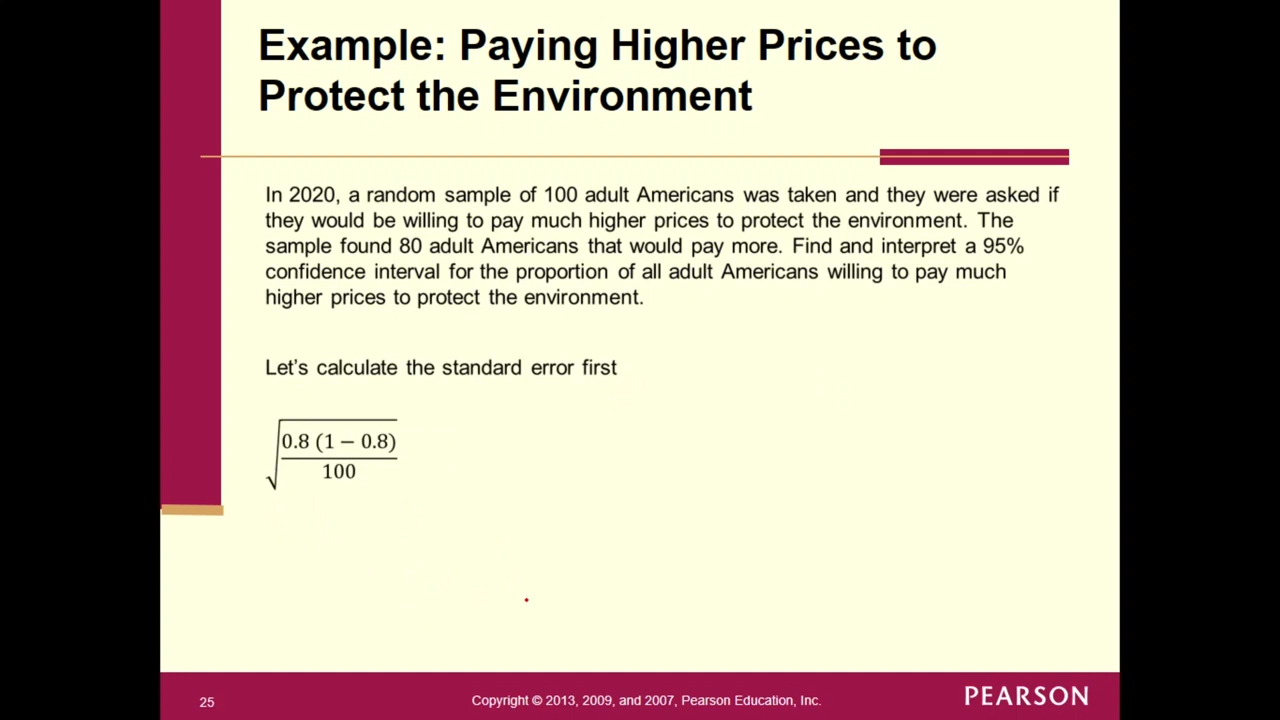 Example: Paying Higher Prices to
Protect the Environment
In 2020, a random sample of 100 adult Americans was taken and they were asked if
they would be willing to pay much higher prices to protect the environment. The
sample found 80 adult Americans that would pay more. Find and interpret a 95%
confidence interval for the proportion of all adult Americans willing to pay much
higher prices to protect the environment.
Let’s calculate the standard error first
√
0.8 (1 − 0.8)
100
25
Copyright © 2013, 2009, and 2007, Pearson Education, Inc.
PEARSON